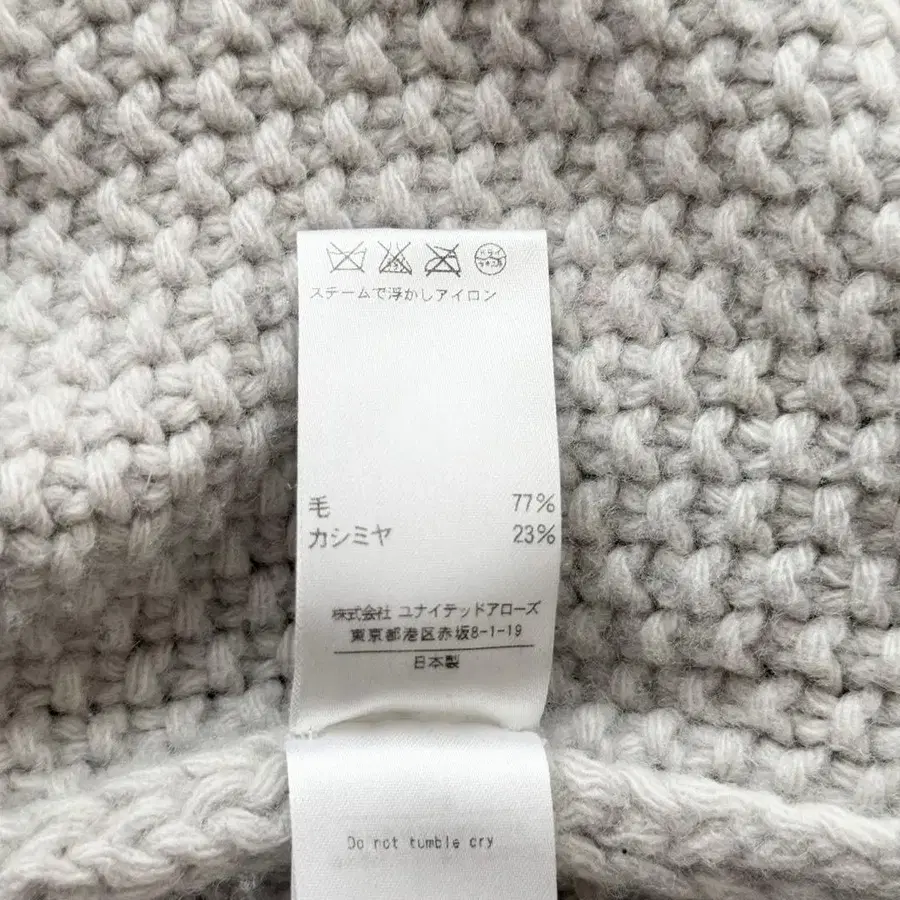 スチームで浮かしアイロン
毛 77%
カシミヤ 23%
株式会社 ユナイテッドアローズ
東京都港区赤坂8-1-19
日本製
Do not tumble cry